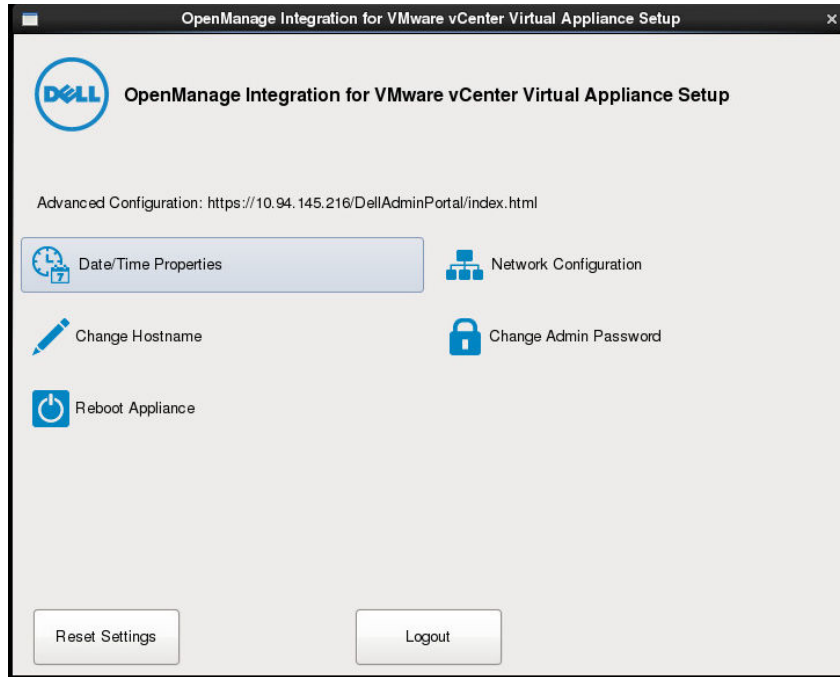 OpenManage Integration for VMware vCenter Virtual Appliance Setup
DELL OpenManage Integration for VMware vCenter Virtual Appliance Setup
Advanced Configuration: https://10.94.145.216/DellAdminPortal/index.html
7 Date/Time Properties Network Configuration
Change Hostname Change Admin Password
Reboot Appliance
Reset Settings Logout